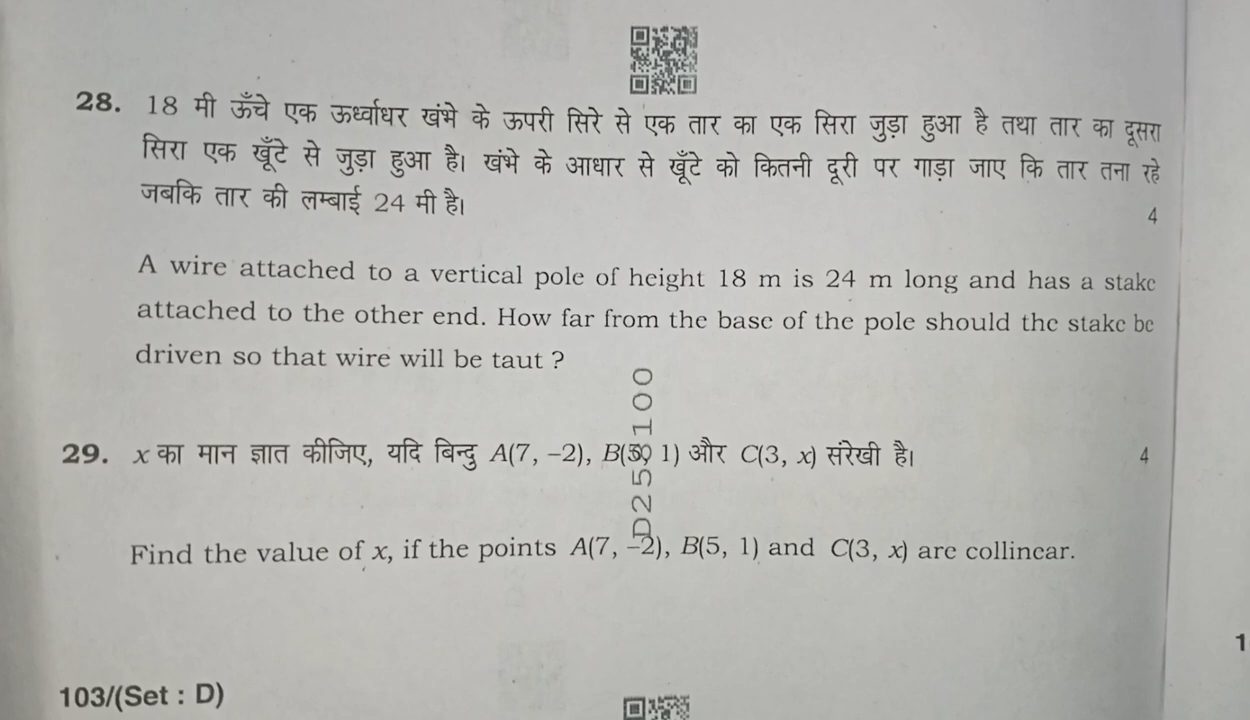 28. 18 मी ऊँचे एक ऊर्ध्वाधर खंभे के ऊपरी सिरे से एक तार का एक सिरा जुड़ा हुआ है तथा तार का दूसरा
सिरा एक खूँटे से जुड़ा हुआ है। खंभे के आधार से खूँटे को कितनी दूरी पर गाड़ा जाए कि तार तना रहे
जबकि तार की लम्बाई 24 मी है।
4
A wire attached to a vertical pole of height 18 m is 24 m long and has a stake
attached to the other end. How far from the base of the pole should the stake be
driven so that wire will be taut ?
29. x का मान ज्ञात कीजिए, यदि बिन्दु A(7, –2), B(5, 1) और C(3, x) संरेखी है।
4
Find the value of x, if the points A(7, –2), B(5, 1) and C(3, x) are collinear.
103/(Set : D)
1